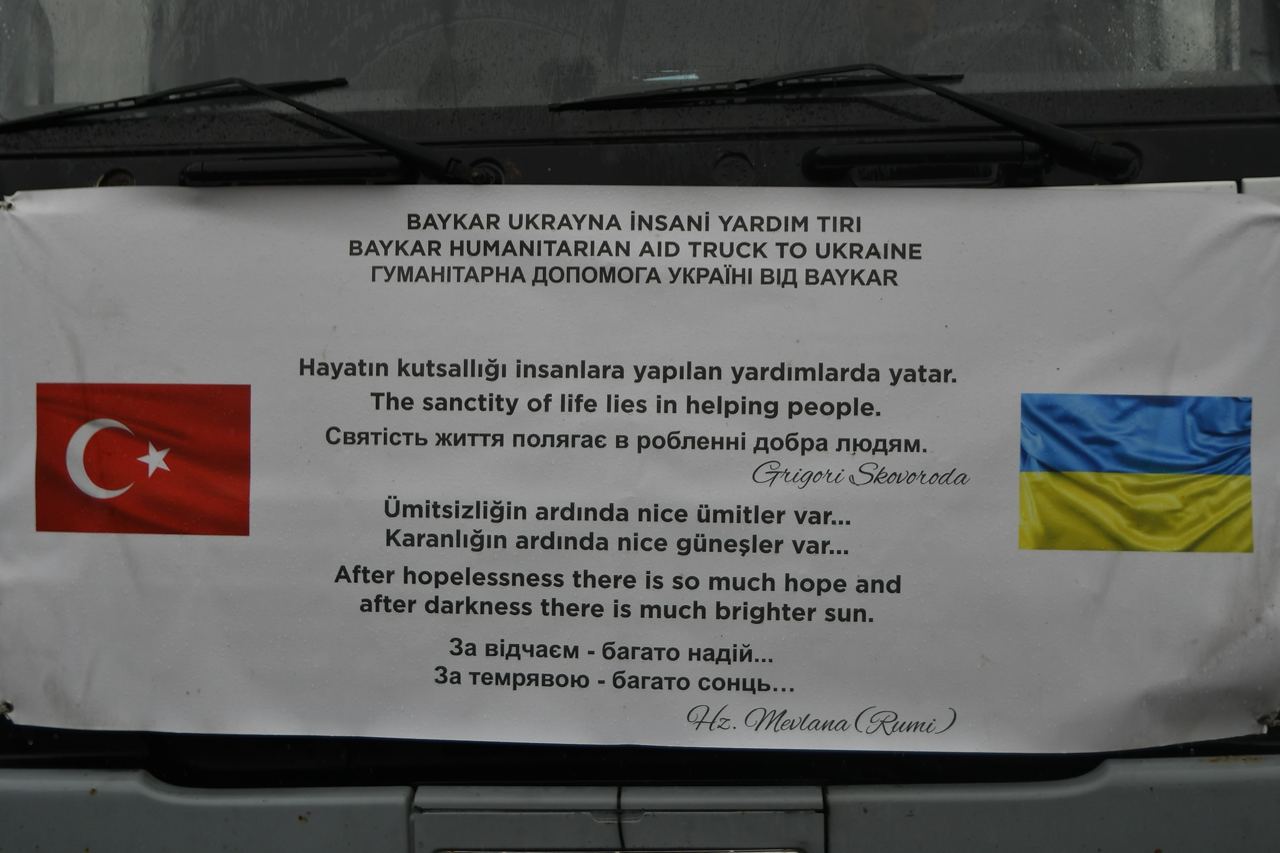 BAYKAR UKRAYNA İNSANİ YARDIM TIRI
BAYKAR HUMANITARIAN AID TRUCK TO UKRAINE
ГУМАНІТАРНА ДОПОМОГА УКРАЇНІ ВІД BAYKAR
Hayatın kutsallığı insanlara yapılan yardımlarda yatar.
The sanctity of life lies in helping people.
Святість життя полягає в робленні добра людям.
Grigori Skovoroda
Ümitsizliğin ardında nice ümitler var...
Karanlığın ardında nice güneşler var...
After hopelessness there is so much hope and
after darkness there is much brighter sun.
За відчаєм - багато надій...
За темрявою - багато сонць...
Hz. Mevlana (Rumi)